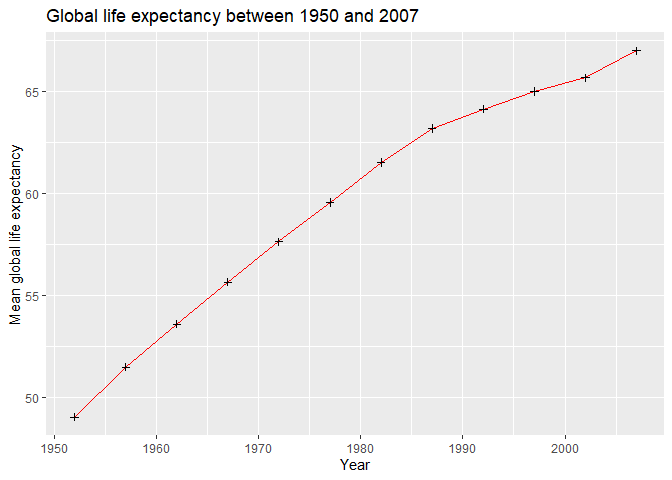 Global life expectancy between 1950 and 2007
Mean global life expectancy
65
60
55
50
1950 1960 1970 1980 1990 2000
Year